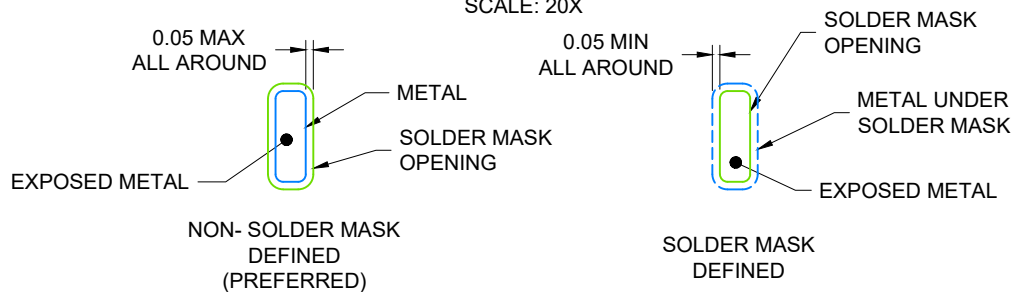 SCALE: 20X
0.05 MAX
ALL AROUND
METAL
SOLDER MASK
OPENING
EXPOSED METAL
NON- SOLDER MASK
DEFINED
(PREFERRED)
0.05 MIN
ALL AROUND
SOLDER MASK
OPENING
METAL UNDER
SOLDER MASK
EXPOSED METAL
SOLDER MASK
DEFINED